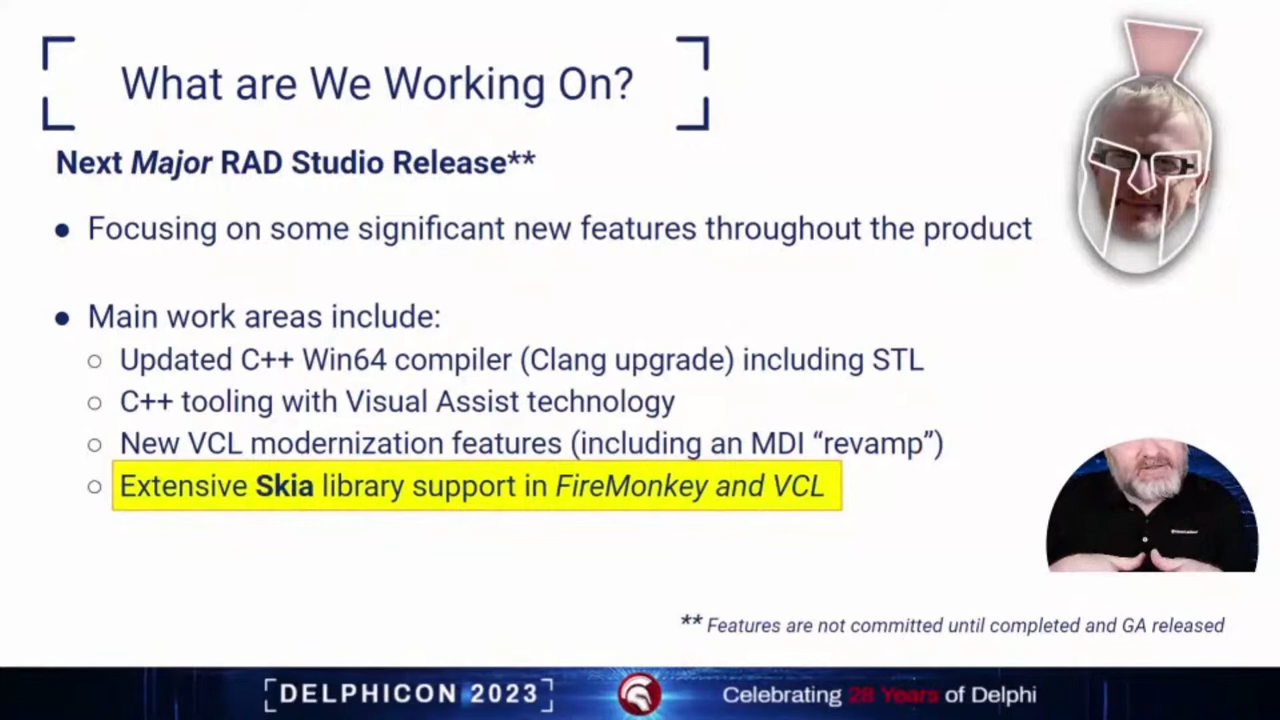 What are We Working On?
Next Major RAD Studio Release**
● Focusing on some significant new features throughout the product
● Main work areas include:
○ Updated C++ Win64 compiler (Clang upgrade) including STL
○ C++ tooling with Visual Assist technology
○ New VCL modernization features (including an MDI “revamp”)
○ Extensive Skia library support in FireMonkey and VCL
** Features are not committed until completed and GA released
[DELPHICON 2023]
Celebrating 28 Years of Delphi